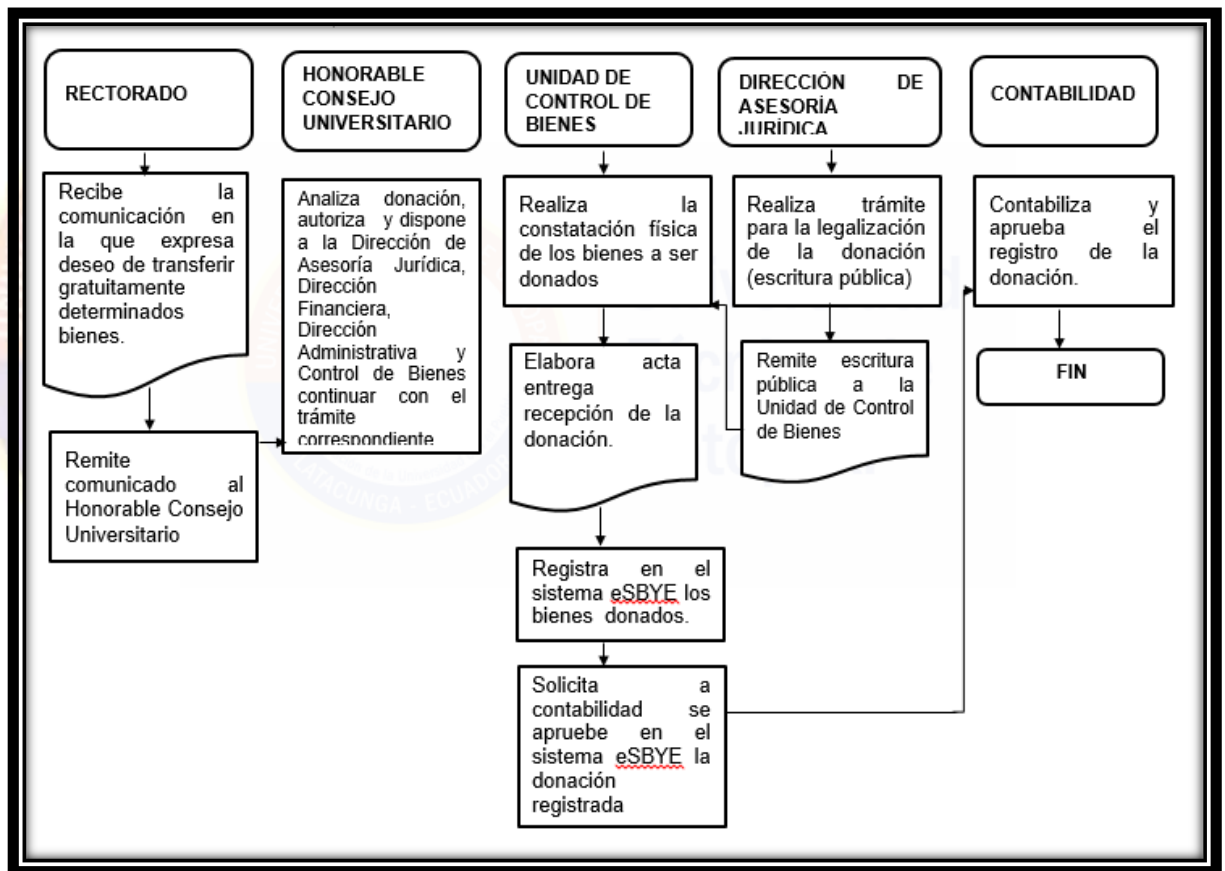 RECTORADO
HONORABLE
CONSEJO
UNIVERSITARIO
UNIDAD DE
CONTROL DE
BIENES
DIRECCIÓN DE
ASESORÍA
JURÍDICA
CONTABILIDAD
Recibe la
comunicación en
la que expresa
deseo de transferir
gratuitamente
determinados
bienes.
Remite
comunicado al
Honorable Consejo
Universitario
Analiza donación,
autoriza y dispone
a la Dirección de
Asesoría Jurídica,
Dirección
Financiera,
Dirección
Administrativa y
Control de Bienes
continuar con el
trámite
correspondiente
Realiza la
constatación física
de los bienes a ser
donados
Elabora acta
entrega
recepción de la
donación.
Registra en el
sistema eSBYE los
bienes donados.
Solicita a
contabilidad se
apruebe en el
sistema eSBYE la
donación
registrada
Realiza trámite
para la legalización
de la donación
(escritura pública)
Remite escritura
pública a la
Unidad de Control
de Bienes
Contabiliza y
aprueba el
registro de la
donación.
FIN
LATACUNGA - ECUADOR